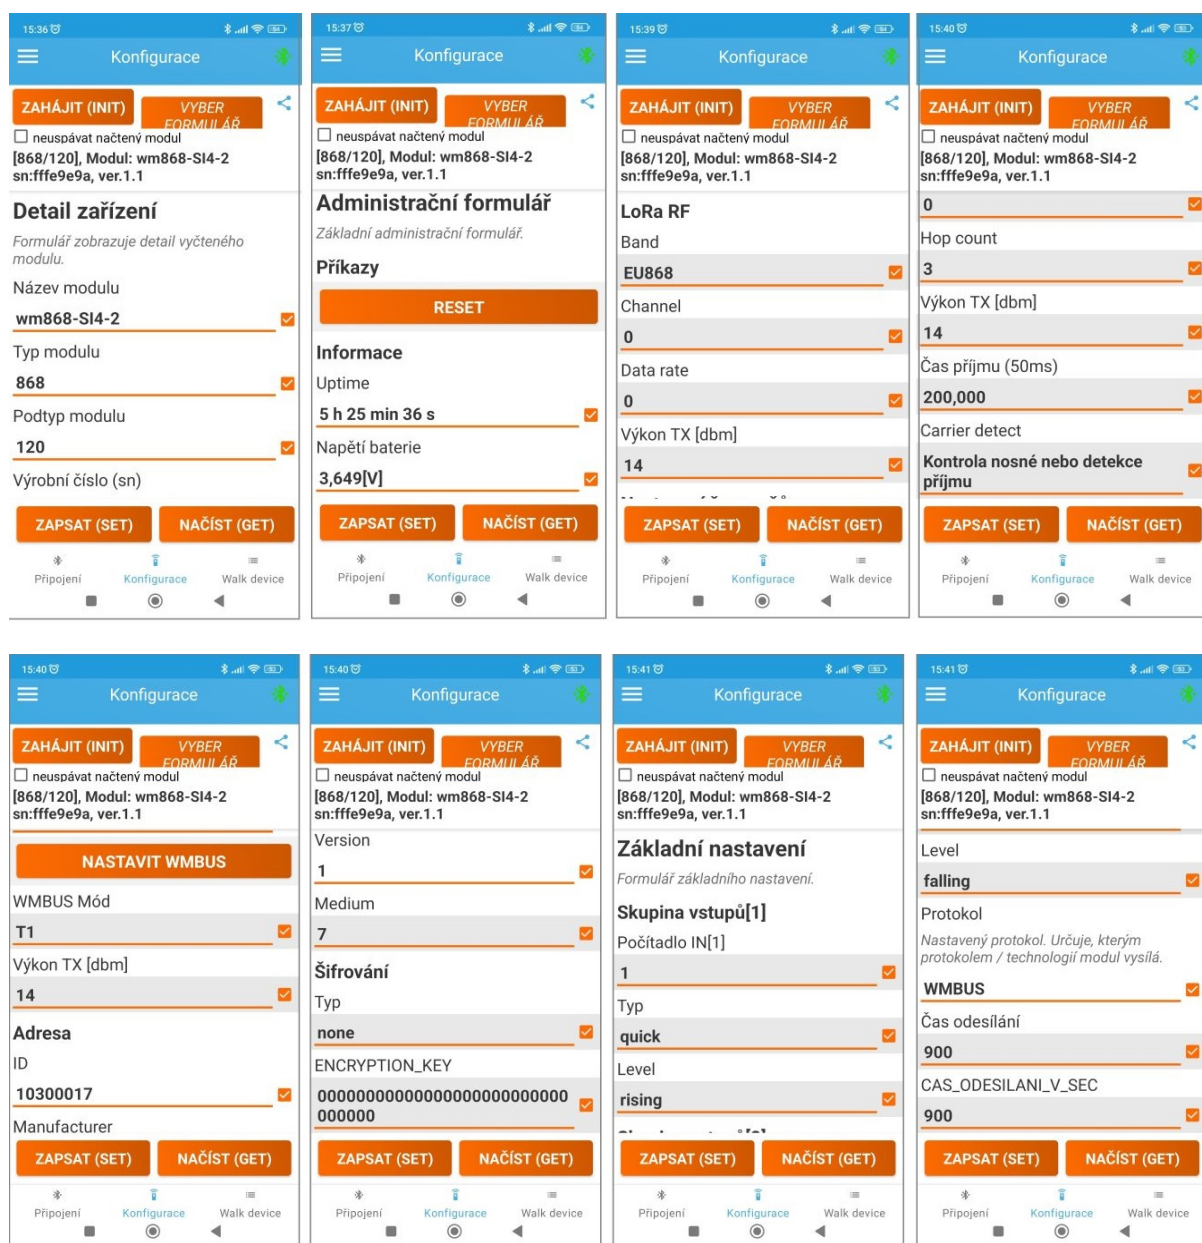 15:36
54
Konfigurace
ZAHÁJIT (INIT)
VYBER
FORMULÁŘ
neuspávat načtený modul
[868/120], Modul: wm868-SI4-2
sn:fffe9e9a, ver.1.1
Detail zařízení
Formulář zobrazuje detail vyčteného
modulu.
Název modulu
wm868-SI4-2
Typ modulu
868
Podtyp modulu
120
Výrobní číslo (sn)
ZAPSAT (SET)
NAČÍST (GET)
Připojení
Konfigurace
Walk device
15:37
54
Konfigurace
ZAHÁJIT (INIT)
VYBER
FORMULÁŘ
neuspávat načtený modul
[868/120], Modul: wm868-SI4-2
sn:fffe9e9a, ver.1.1
Administrační formulář
Základní administrační formulář.
Příkazy
RESET
Informace
Uptime
5 h 25 min 36 s
Napětí baterie
3,649[V]
ZAPSAT (SET)
NAČÍST (GET)
Připojení
Konfigurace
Walk device
15:39
Konfigurace
ZAHÁJIT (INIT)
VYBER
FORMULÁŘ
neuspávat načtený modul
[868/120], Modul: wm868-SI4-2
sn:fffe9e9a, ver.1.1
LoRa RF
Band
EU868
Channel
0
Data rate
0
Výkon TX [dbm]
14
ZAPSAT (SET)
NAČÍST (GET)
Připojení
Konfigurace
Walk device
15:40
Konfigurace
ZAHÁJIT (INIT)
VYBER
FORMULÁŘ
neuspávat načtený modul
[868/120], Modul: wm868-SI4-2
sn:fffe9e9a, ver.1.1
0
Hop count
3
Výkon TX [dbm]
14
Čas příjmu (50ms)
200,000
Carrier detect
Kontrola nosné nebo detekce
příjmu
ZAPSAT (SET)
NAČÍST (GET)
Připojení
Konfigurace
Walk device
15:40
Konfigurace
ZAHÁJIT (INIT)
VYBER
FORMULÁŘ
neuspávat načtený modul
[868/120], Modul: wm868-SI4-2
sn:fffe9e9a, ver.1.1
NASTAVIT WMBUS
WMBUS Mód
T1
Výkon TX [dbm]
14
Adresa
ID
10300017
Manufacturer
ZAPSAT (SET)
NAČÍST (GET)
Připojení
Konfigurace
Walk device
15:40
Konfigurace
ZAHÁJIT (INIT)
VYBER
FORMULÁŘ
neuspávat načtený modul
[868/120], Modul: wm868-SI4-2
sn:fffe9e9a, ver.1.1
Version
1
Medium
7
Šifrování
Typ
none
ENCRYPTION_KEY
00000000000000000000000000
000000
ZAPSAT (SET)
NAČÍST (GET)
Připojení
Konfigurace
Walk device
15:41
Konfigurace
ZAHÁJIT (INIT)
VYBER
FORMULÁŘ
neuspávat načtený modul
[868/120], Modul: wm868-SI4-2
sn:fffe9e9a, ver.1.1
Základní nastavení
Formulář základního nastavení.
Skupina vstupů[1]
Počítadlo IN[1]
1
Typ
quick
Level
rising
ZAPSAT (SET)
NAČÍST (GET)
Připojení
Konfigurace
Walk device
15:41
Konfigurace
ZAHÁJIT (INIT)
VYBER
FORMULÁŘ
neuspávat načtený modul
[868/120], Modul: wm868-SI4-2
sn:fffe9e9a, ver.1.1
Level
falling
Protokol
Nastavený protokol. Určuje, kterým
protokolem / technologií modul vysílá.
WMBUS
Čas odesílání
900
CAS_ODESILANI_V_SEC
900
ZAPSAT (SET)
NAČÍST (GET)
Připojení
Konfigurace
Walk device